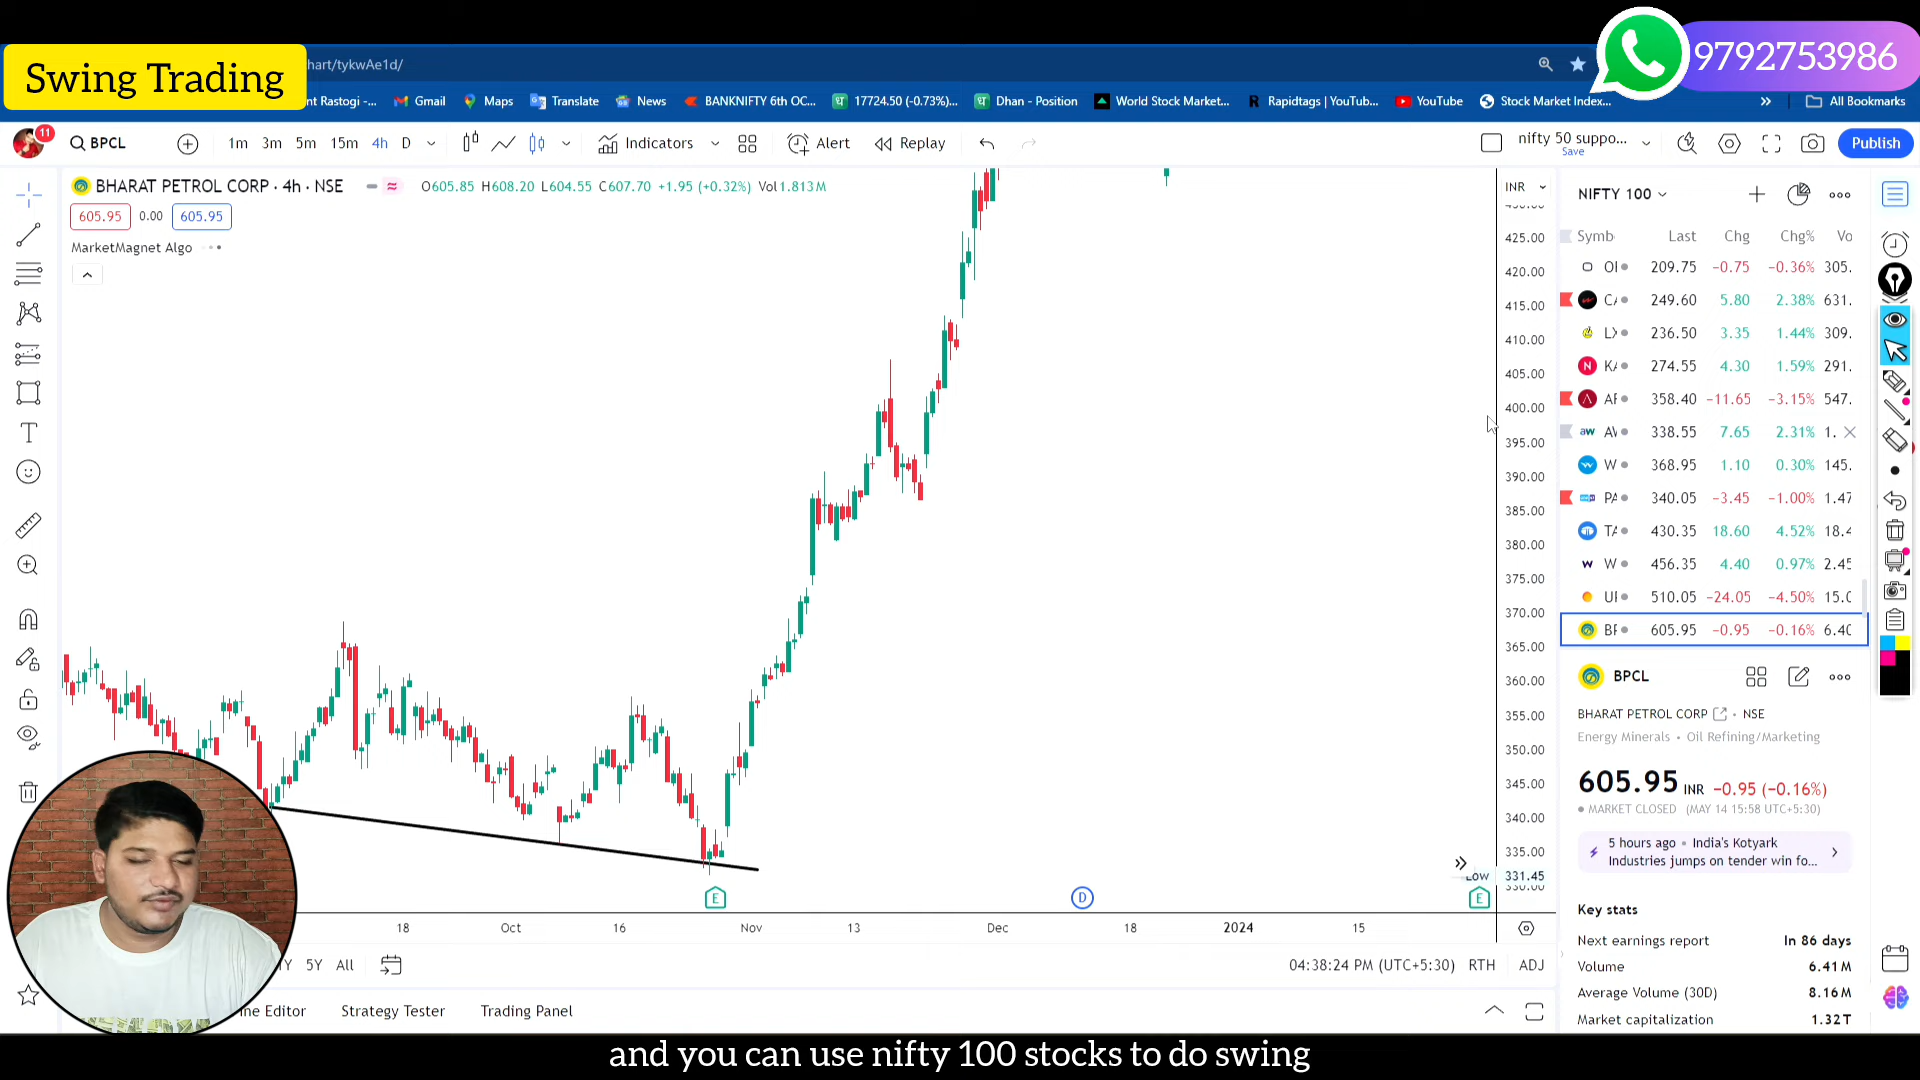 Swing Trading
9792753986
hart/tykwAe1d/
nt Rastogi -... Gmail Maps Translate News BANKNIFTY 6th OC... 17724.50 (-0.73%)... Dhan - Position World Stock Market... Rapidtags | YouTub... YouTube Stock Market Index... » All Bookmarks
11 BPCL 1m 3m 5m 15m 4h D Indicators Alert Replay nifty 50 suppo... Save Publish
BHARAT PETROL CORP · 4h · NSE O605.85 H608.20 L604.55 C607.70 +1.95 (+0.32%) Vol1.813M
605.95 0.00 605.95
MarketMagnet Algo
INR
425.00
420.00
415.00
410.00
405.00
400.00
395.00
390.00
385.00
380.00
375.00
370.00
365.00
360.00
355.00
350.00
345.00
340.00
335.00
Low 331.45
E D E
18 Oct 16 Nov 13 Dec 18 2024 15
5Y All 04:38:24 PM (UTC+5:30) RTH ADJ
ne Editor Strategy Tester Trading Panel
NIFTY 100
Symb Last Chg Chg% Vo
OI 209.75 −0.75 −0.36% 305.
CA 249.60 5.80 2.38% 631.
LX 236.50 3.35 1.44% 309.
KA 274.55 4.30 1.59% 291.
AF 358.40 −11.65 −3.15% 547.
AW 338.55 7.65 2.31% 1.
W 368.95 1.10 0.30% 145.
PA 340.05 −3.45 −1.00% 1.47
TA 430.35 18.60 4.52% 18.4
W 456.35 4.40 0.97% 2.45
UF 510.05 −24.05 −4.50% 15.0
BF 605.95 −0.95 −0.16% 6.40
BPCL
BHARAT PETROL CORP · NSE
Energy Minerals · Oil Refining/Marketing
605.95 INR −0.95 (−0.16%)
MARKET CLOSED (MAY 14 15:58 UTC+5:30)
5 hours ago · India's Kotyark
Industries jumps on tender win fo...
Key stats
Next earnings report In 86 days
Volume 6.41M
Average Volume (30D) 8.16M
Market capitalization 1.32T
and you can use nifty 100 stocks to do swing